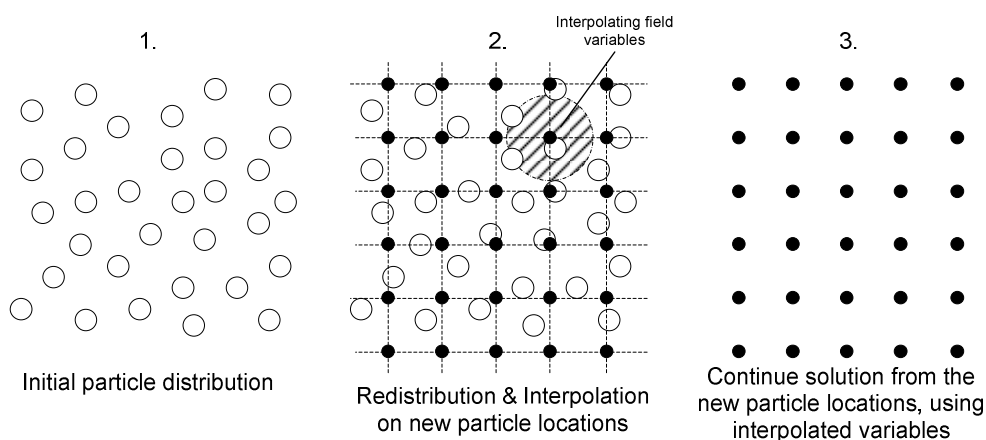 1.
2.
3.
Interpolating field
variables
Initial particle distribution
Redistribution & Interpolation
on new particle locations
Continue solution from the
new particle locations, using
interpolated variables